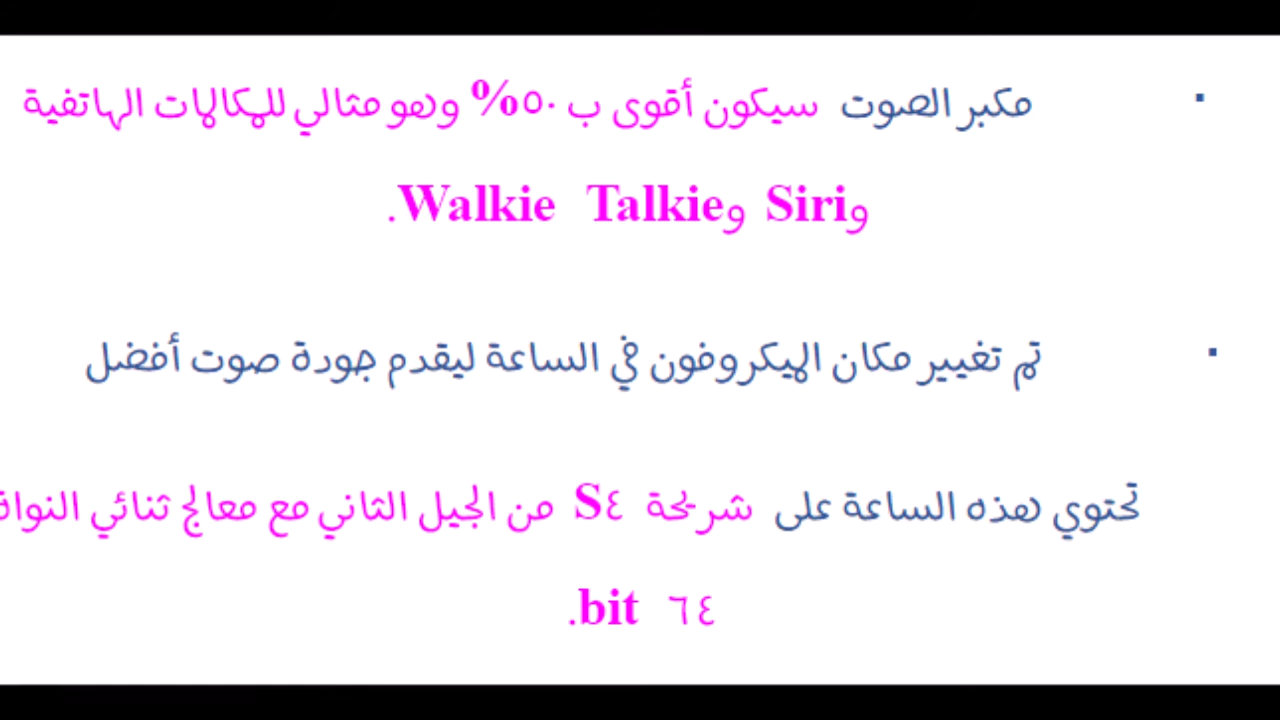 ▪ مكبر الصوت سيكون أقوى ب ٥٠% وهو مثالي للمكالمات الهاتفية
وSiri وWalkie Talkie.
▪ تم تغيير مكان الميكروفون في الساعة ليقدم جودة صوت أفضل
تحتوي هذه الساعة على شريحة S٤ من الجيل الثاني مع معالج ثنائي
٦٤ bit.